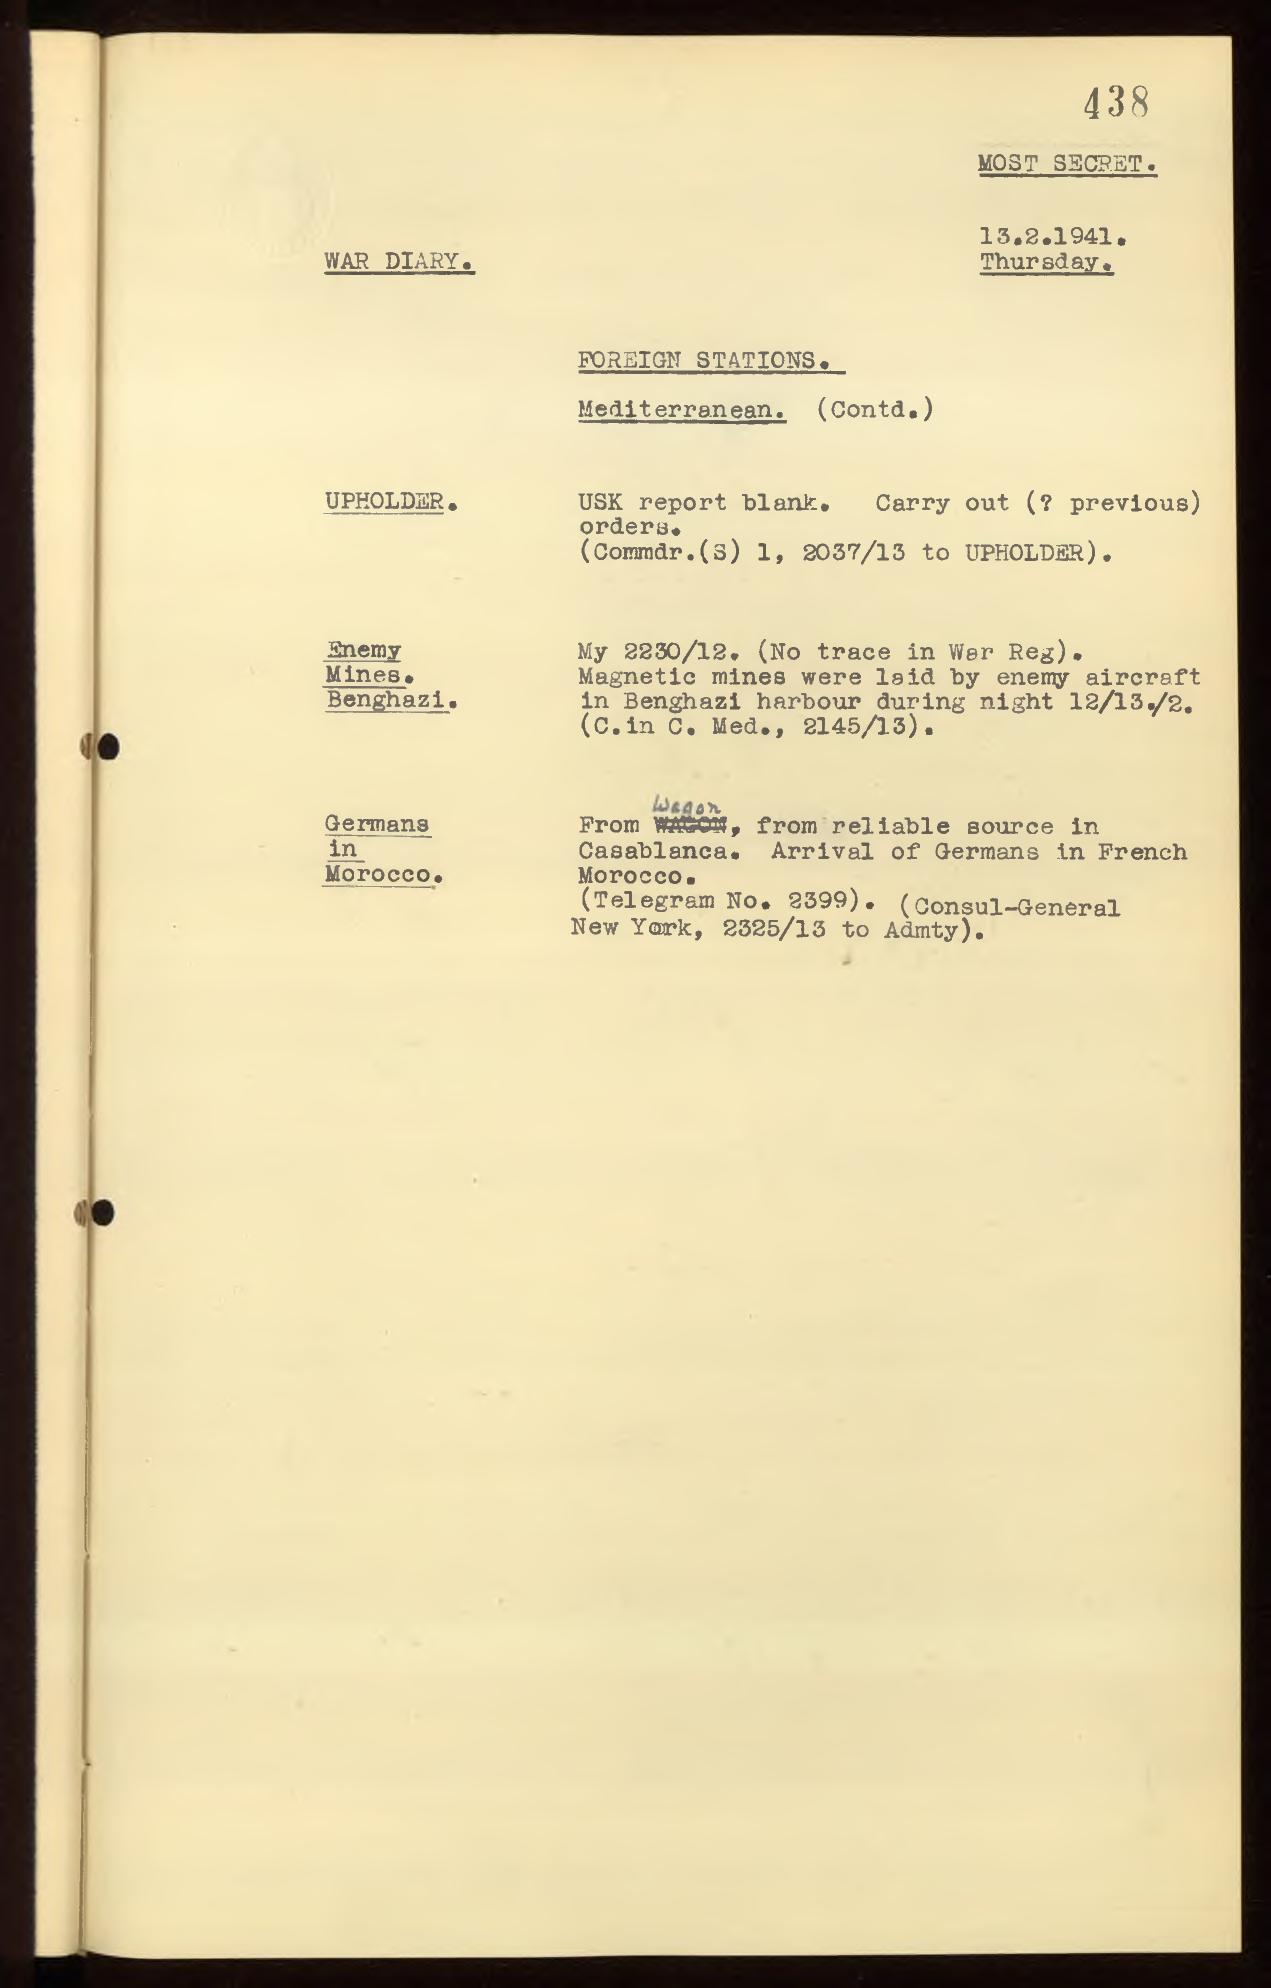 438
MOST SECRET.
13.2.1941.
WAR DIARY.
Thursday.
FOREIGN STATIONS.
Mediterranean. (Contd.)
UPHOLDER.
USK report blank. Carry out (? previous)
orders.
(Commdr.(S) 1, 2037/13 to UPHOLDER).
Enemy
Mines.
Benghazi.
My 2230/12. (No trace in War Reg).
Magnetic mines were laid by enemy aircraft
in Benghazi harbour during night 12/13./2.
(C.in C. Med., 2145/13).
Germans
in
Morocco.
Wagon
From WAGON, from reliable source in
Casablanca. Arrival of Germans in French
Morocco.
(Telegram No. 2399). (Consul-General
New York, 2325/13 to Admty).